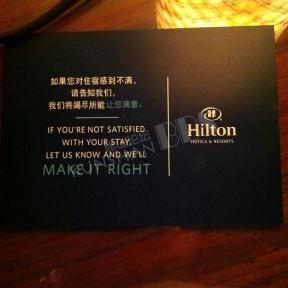 如果您对住宿感到不满,
请告知我们,
我们将竭尽所能让您满意。
IF YOU'RE NOT SATISFIED
WITH YOUR STAY,
LET US KNOW AND WE'LL
MAKE IT RIGHT
Hilton
HOTELS & RESORTS